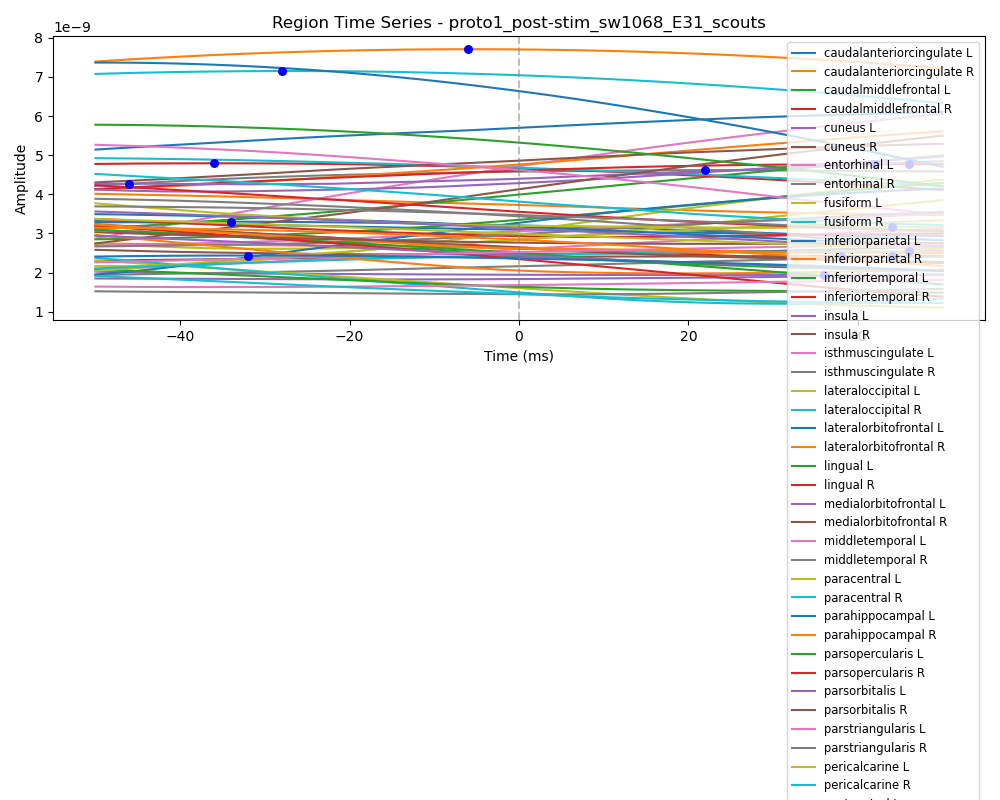 Region Time Series - proto1_post-stim_sw1068_E31_scouts
1e−9
8
7
6
5
4
3
2
1
Amplitude
−40
−20
0
20
Time (ms)
caudalanteriorcingulate L
caudalanteriorcingulate R
caudalmiddlefrontal L
caudalmiddlefrontal R
cuneus L
cuneus R
entorhinal L
entorhinal R
fusiform L
fusiform R
inferiorparietal L
inferiorparietal R
inferiortemporal L
inferiortemporal R
insula L
insula R
isthmuscingulate L
isthmuscingulate R
lateraloccipital L
lateraloccipital R
lateralorbitofrontal L
lateralorbitofrontal R
lingual L
lingual R
medialorbitofrontal L
medialorbitofrontal R
middletemporal L
middletemporal R
paracentral L
paracentral R
parahippocampal L
parahippocampal R
parsopercularis L
parsopercularis R
parsorbitalis L
parsorbitalis R
parstriangularis L
parstriangularis R
pericalcarine L
pericalcarine R